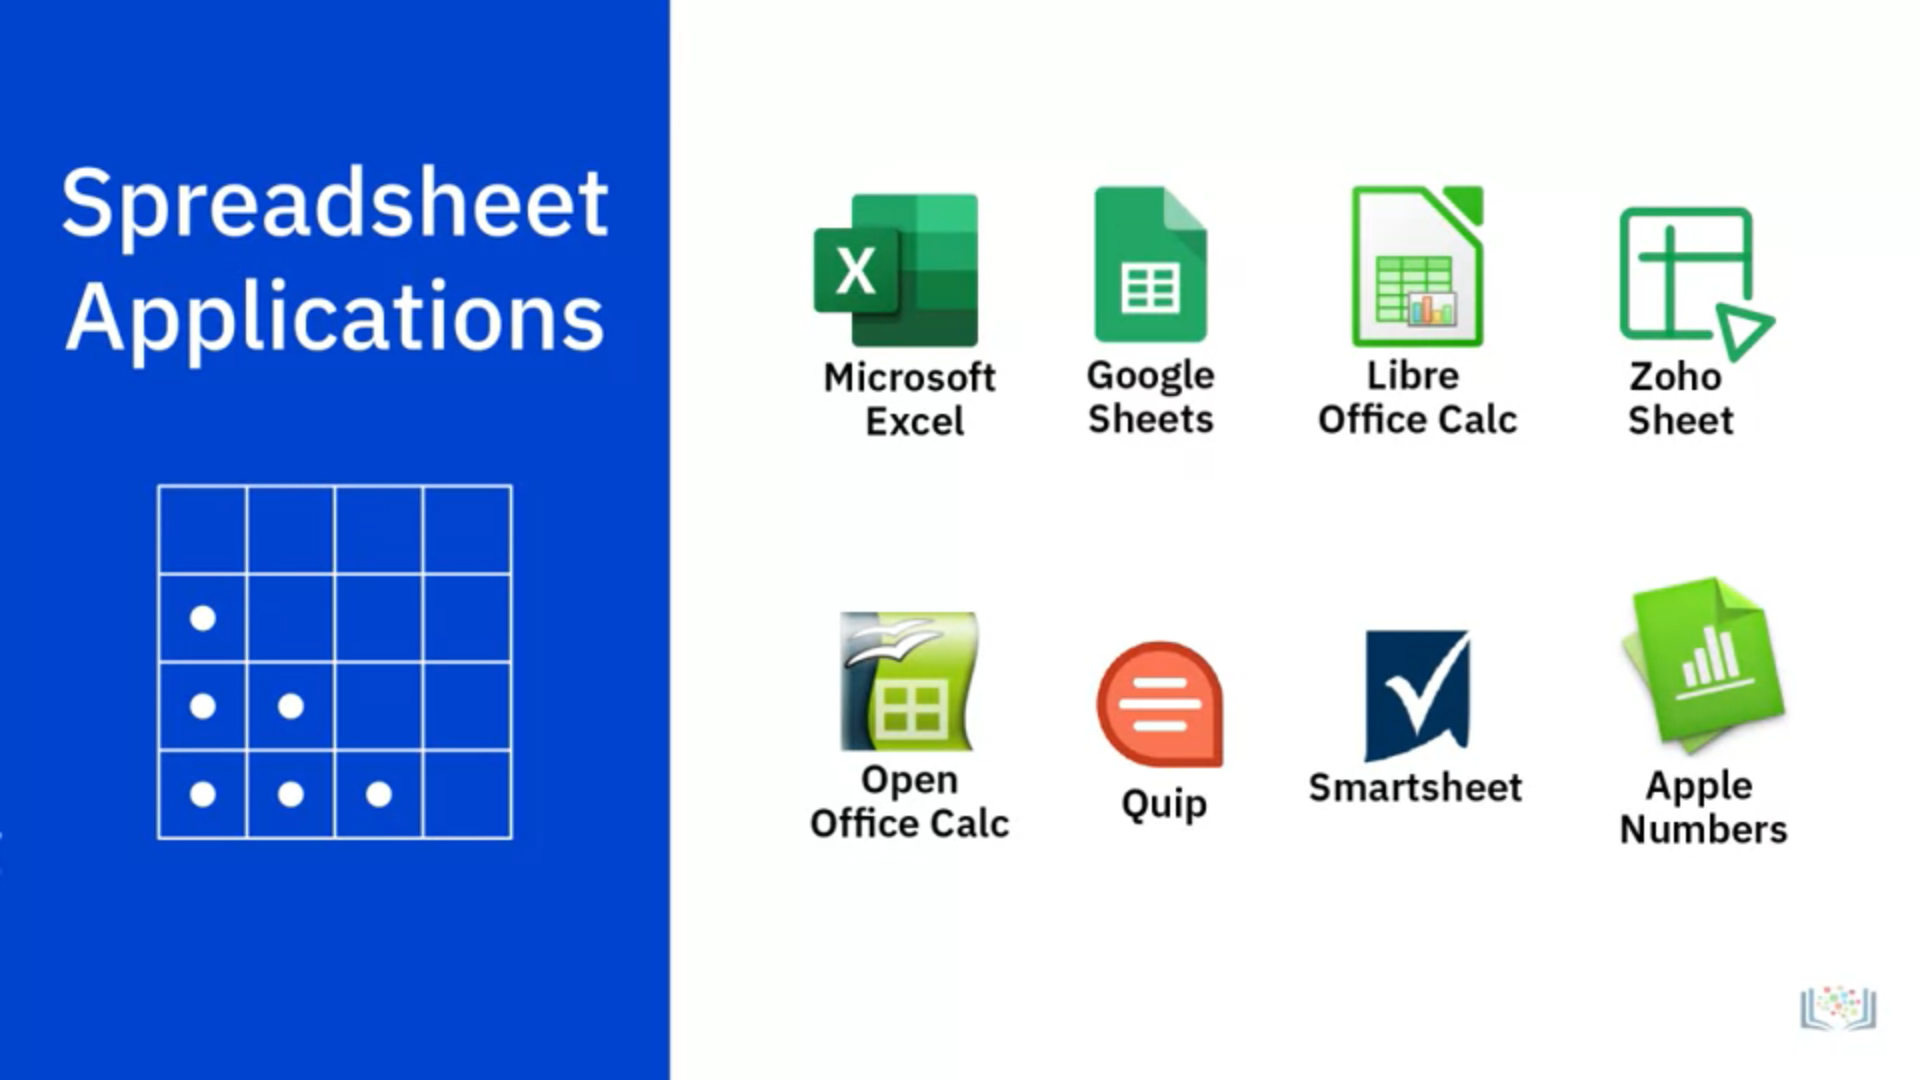 Spreadsheet
Applications
X
Microsoft
Excel
Google
Sheets
Libre
Office Calc
Zoho
Sheet
Open
Office Calc
Quip
Smartsheet
Apple
Numbers